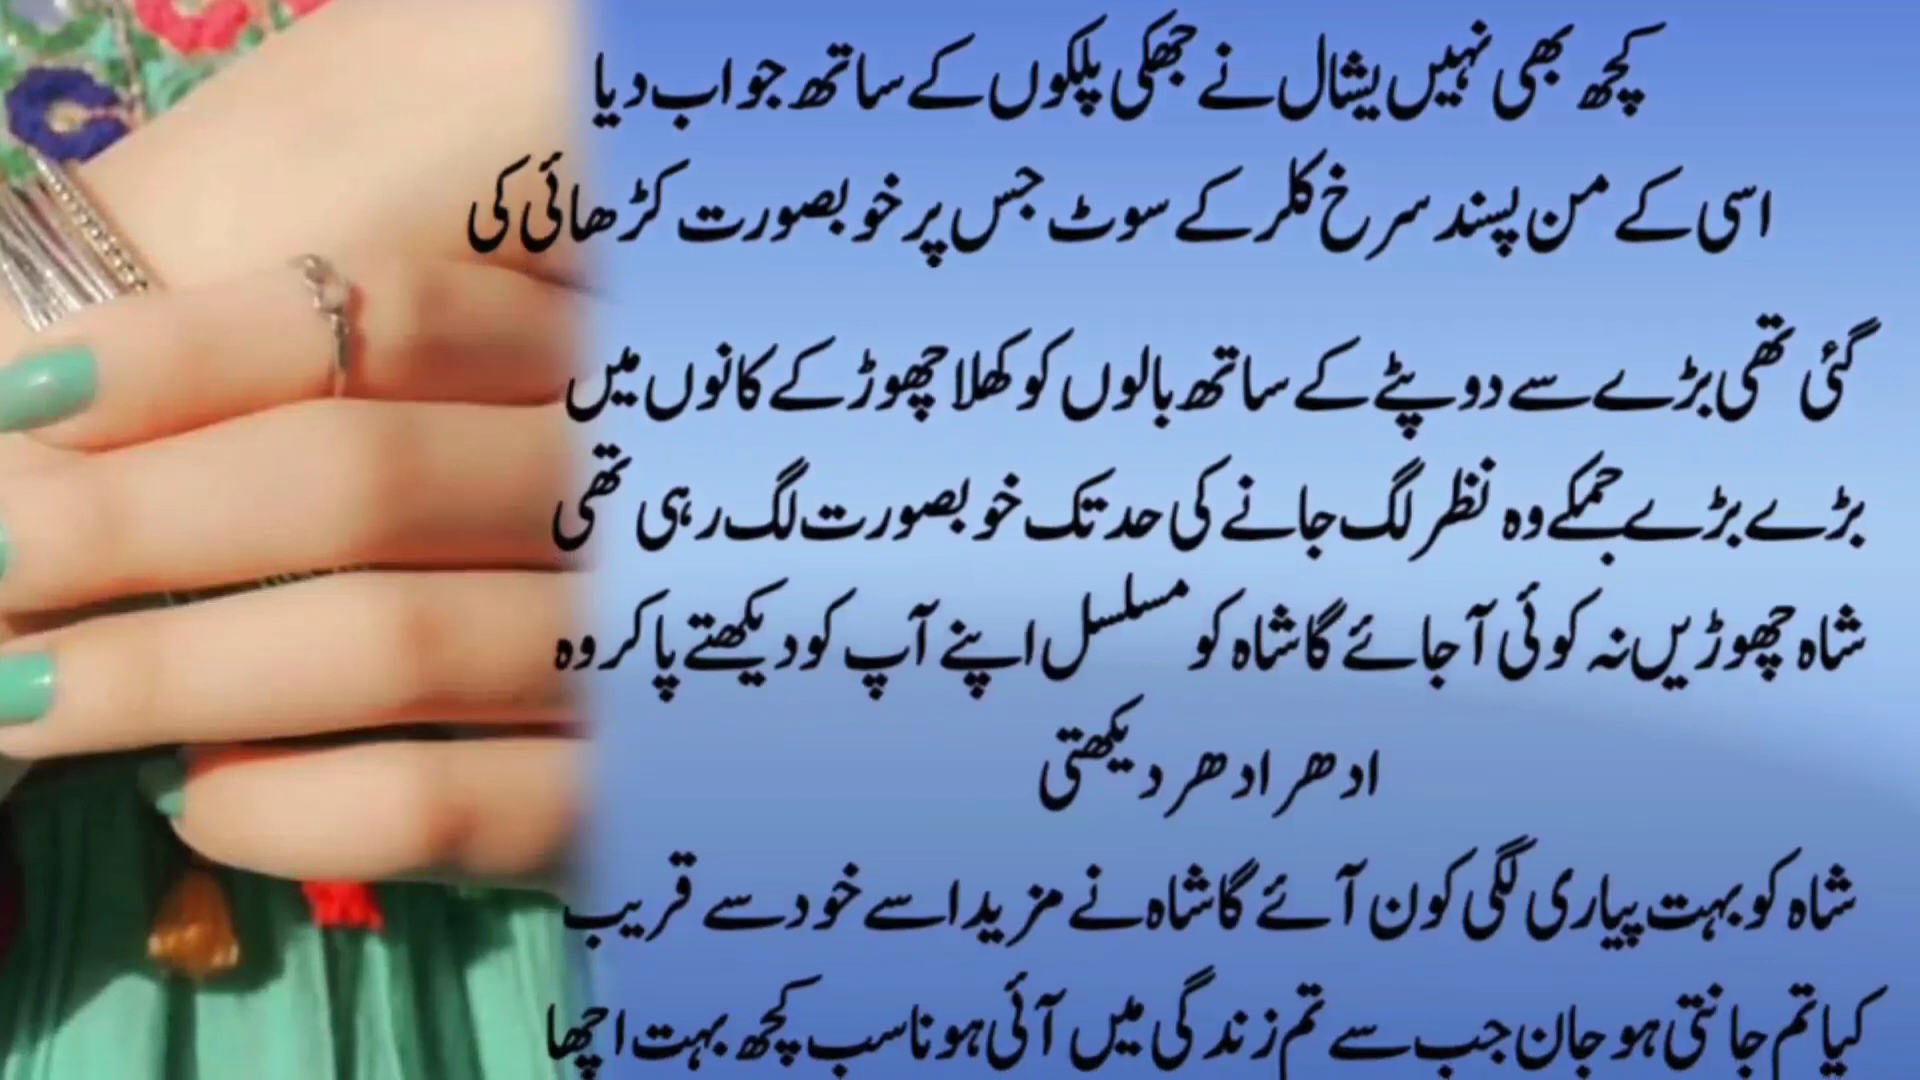 کچھ بھی نہیں یشال نے جھکی پلکوں کے ساتھ جواب دیا
اسی کے من پسند سرخ کلر کے سوٹ جس پر خوبصورت کڑھائی کی
گئی تھی بڑے سے دوپٹے کے ساتھ بالوں کو کھلا چھوڑ کے کانوں میں
بڑے بڑے جھمکے وہ نظر لگ جانے کی حد تک خوبصورت لگ رہی تھی
شاہ چھوڑیں نہ کوئی آ جائے گا شاہ کو مسلسل اپنے آپ کو دیکھتے پا کر وہ
ادھر ادھر دیکھتی
شاہ کو بہت پیاری لگی کون آئے گا شاہ نے مزید اسے خود سے قریب
کیا تم جانتی ہو جان جب سے تم زندگی میں آئی ہو نا سب کچھ بہت اچھا